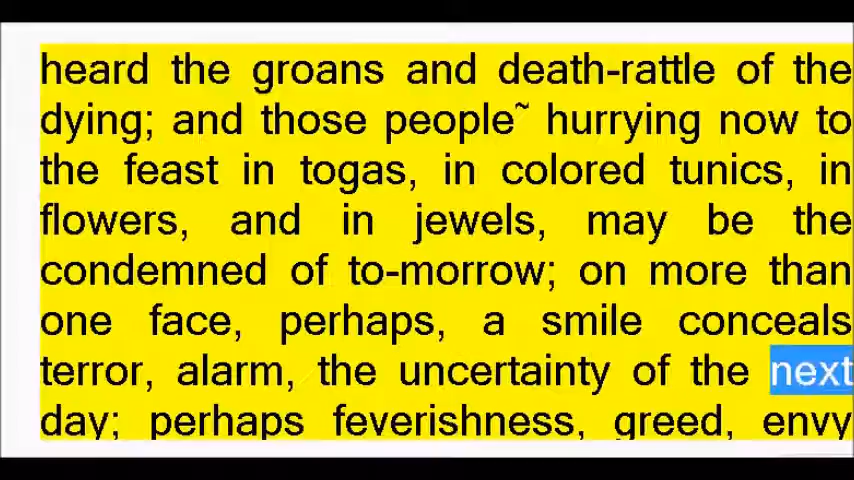 heard the groans and death-rattle of the
dying; and those people˜ hurrying now to
the feast in togas, in colored tunics, in
flowers, and in jewels, may be the
condemned of to-morrow; on more than
one face, perhaps, a smile conceals
terror, alarm, the uncertainty of the next
day; perhaps feverishness, greed, envy